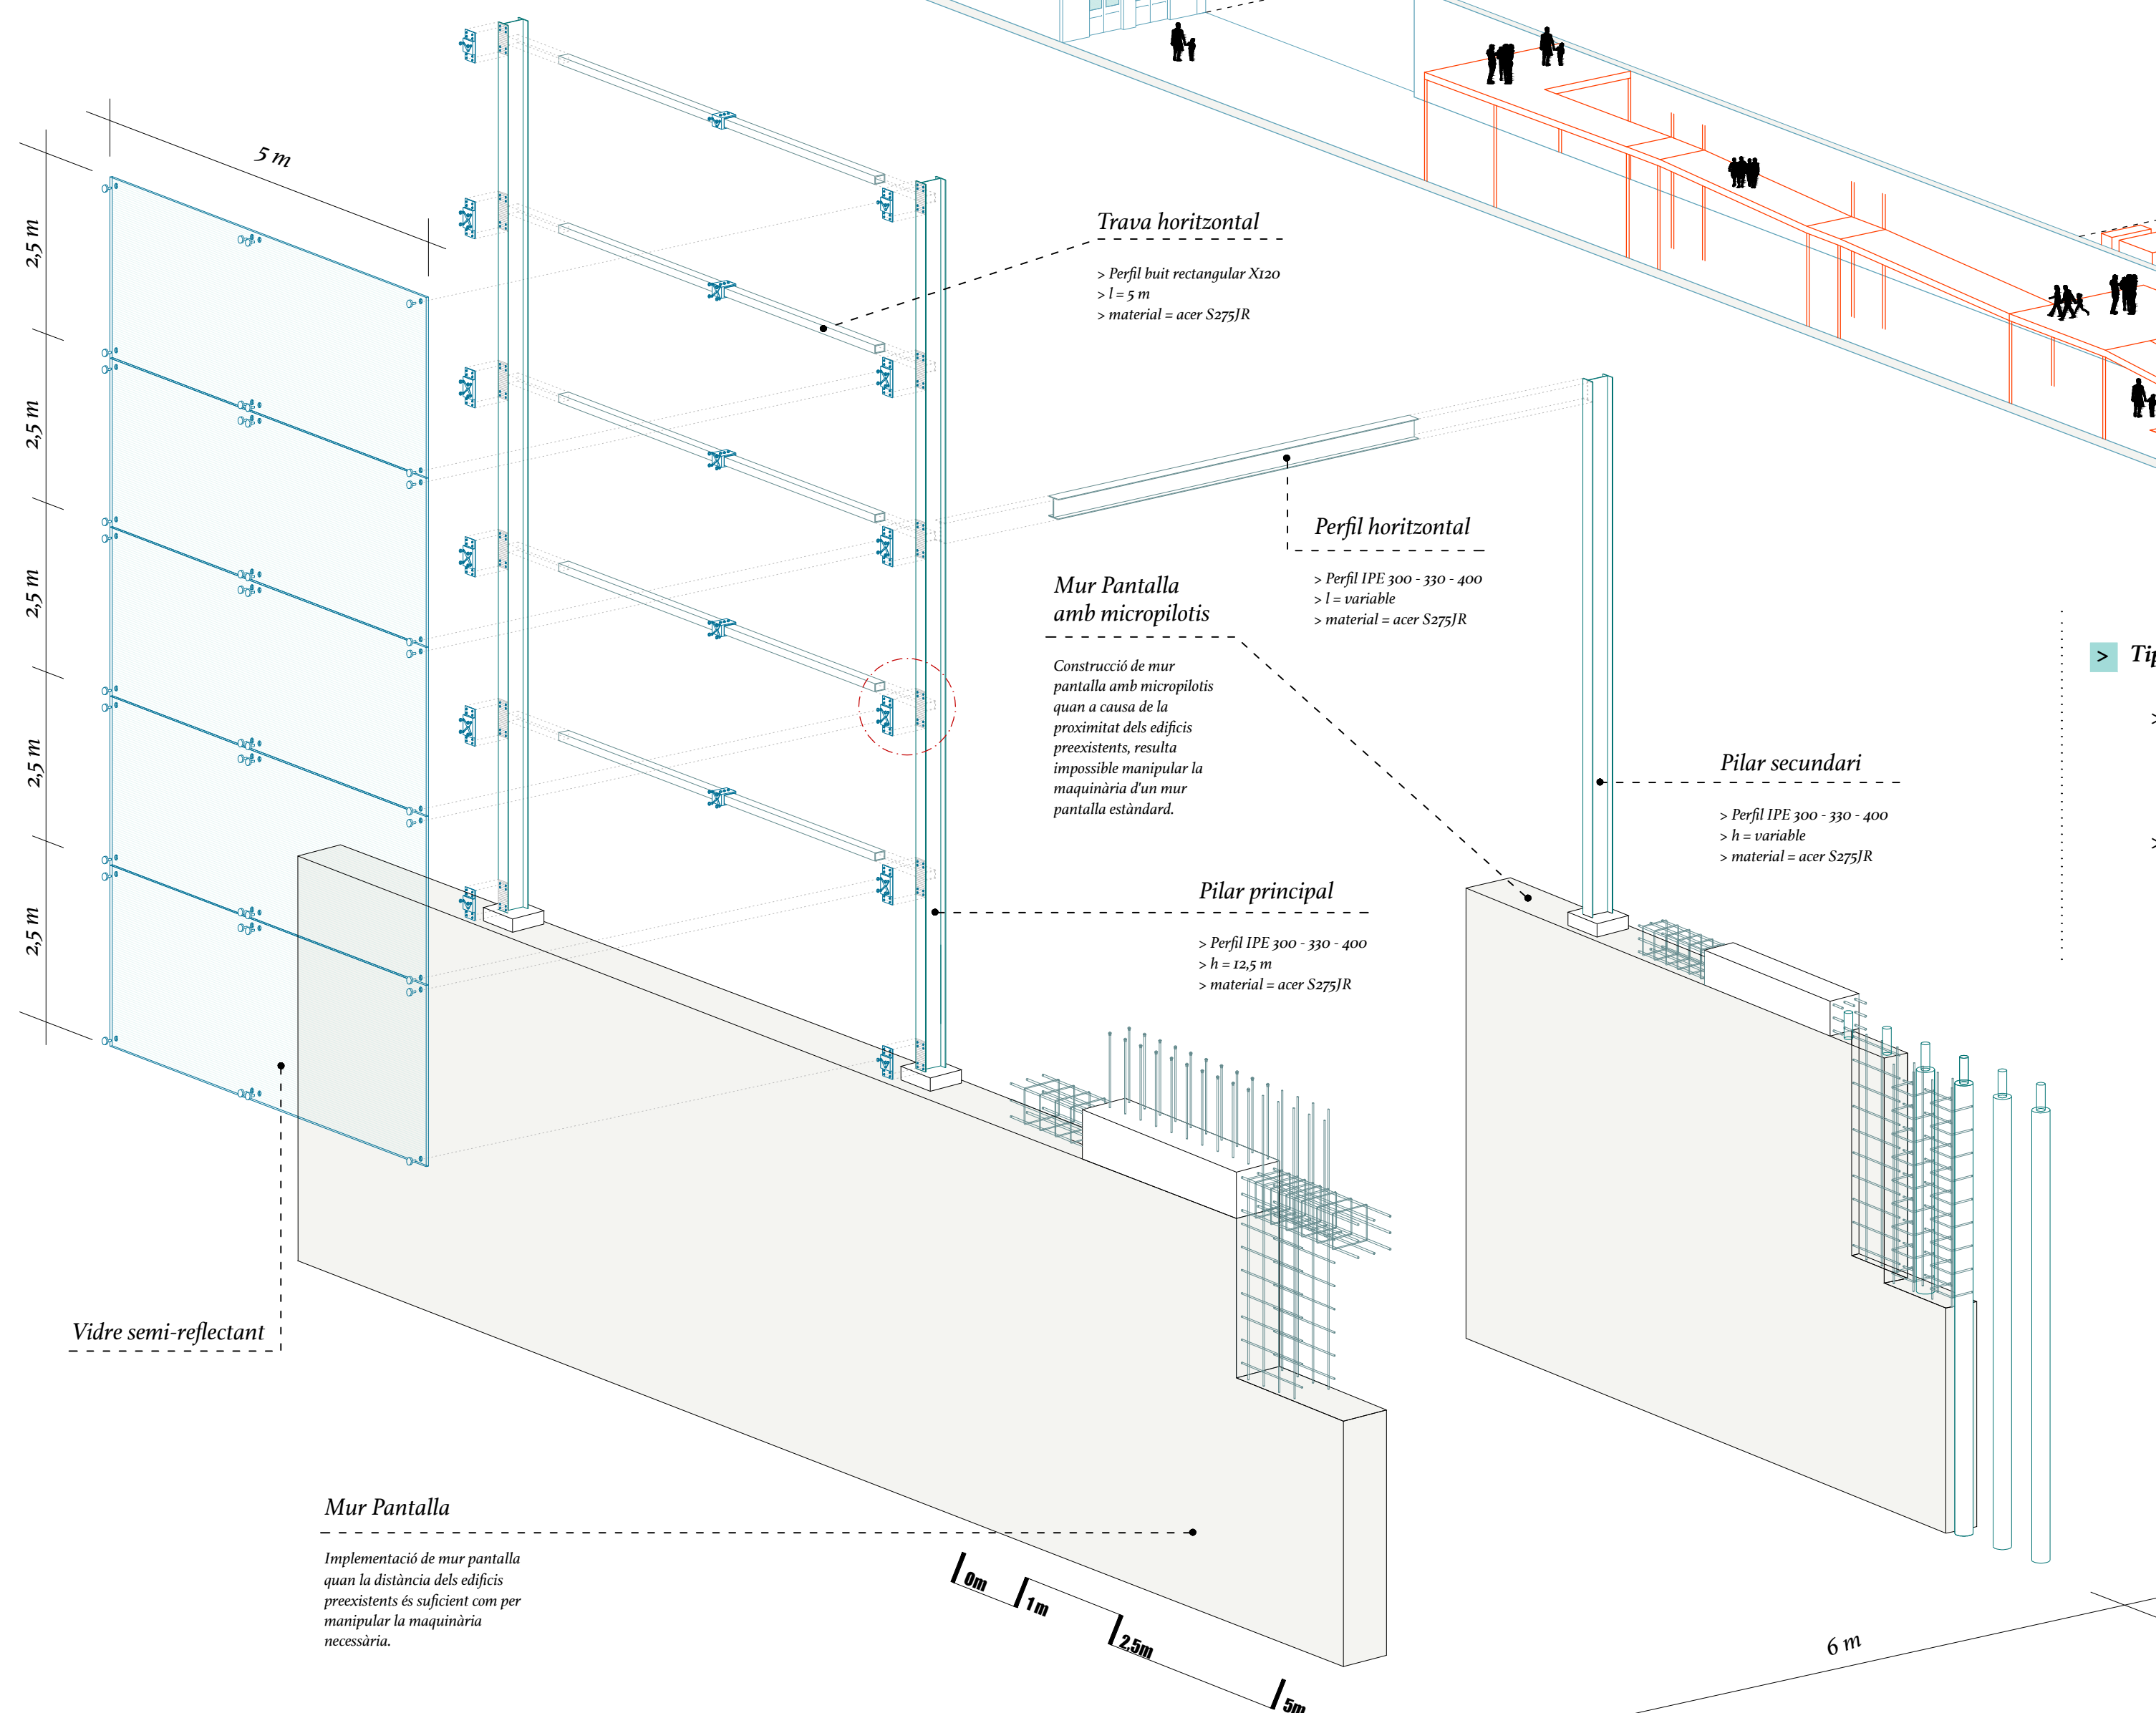 5 m
2,5 m
2,5 m
2,5 m
2,5 m
2,5 m
Trava horitzontal
> Perfil buit rectangular X120
> l = 5 m
> material = acer S275JR
Perfil horitzontal
> Perfil IPE 300 - 330 - 400
> l = variable
> material = acer S275JR
Mur Pantalla
amb micropilotis
Construcció de mur
pantalla amb micropilotis
quan a causa de la
proximitat dels edificis
preexistents, resulta
impossible manipular la
maquinària d'un mur
pantalla estàndard.
>
Pilar secundari
> Perfil IPE 300 - 330 - 400
> h = variable
> material = acer S275JR
Pilar principal
> Perfil IPE 300 - 330 - 400
> h = 12,5 m
> material = acer S275JR
Vidre semi-reflectant
Mur Pantalla
Implementació de mur pantalla
quan la distància dels edificis
preexistents és suficient com per
manipular la maquinària
necessària.
0m
1 m
2,5m
5m
6 m